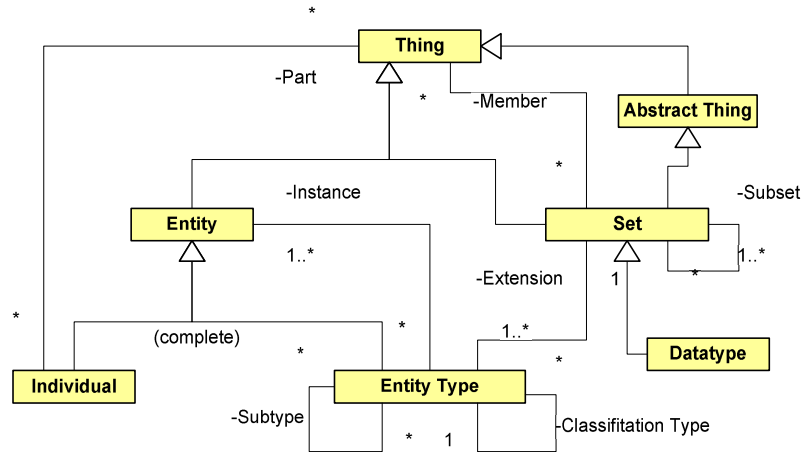 *
Thing
-Part
*
-Member
Abstract Thing
*
-Instance
-Subset
Entity
Set
1..*
1..*
-Extension
1
*
*
*
1..*
(complete)
*
*
Datatype
Individual
Entity Type
-Subtype
-Classifitation Type
*
1